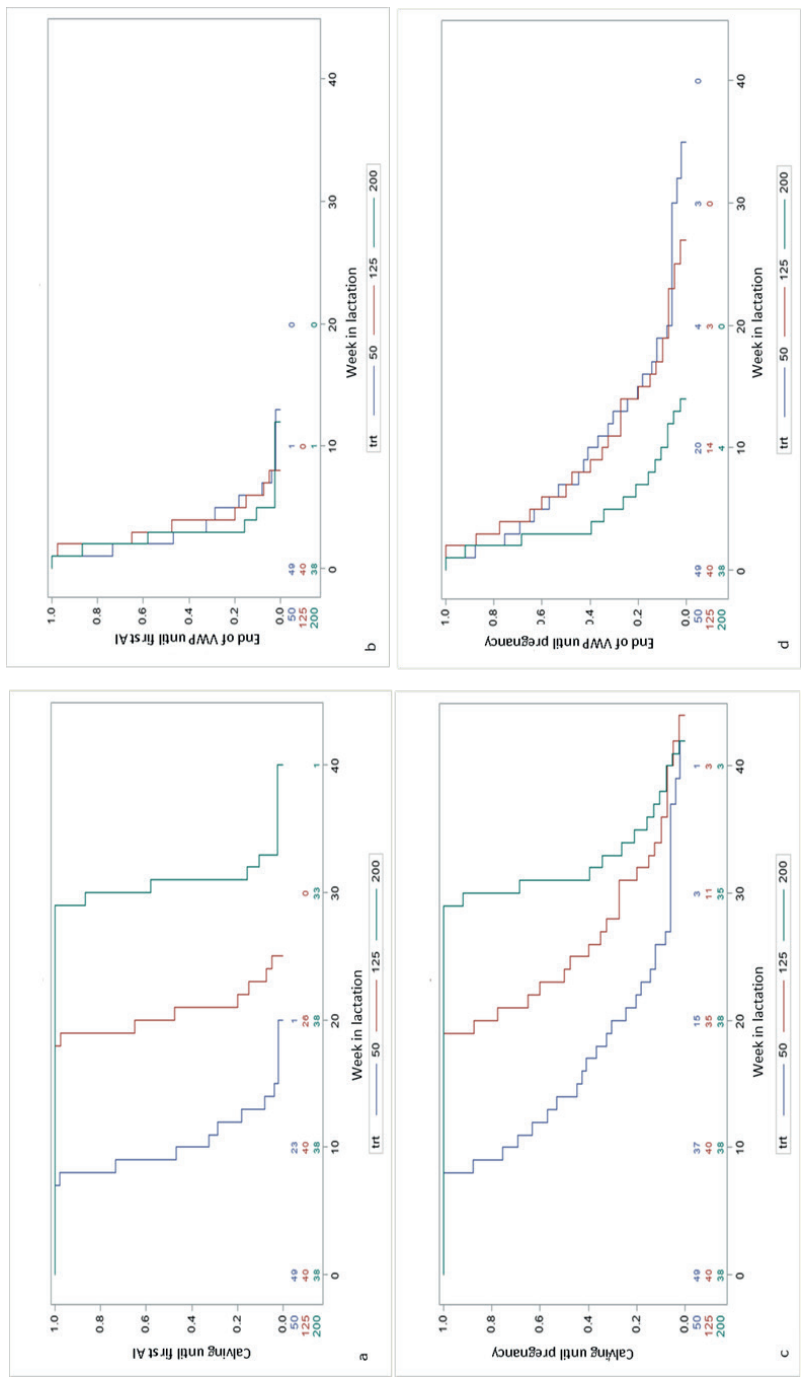 a
Calving until first AI
1.0
0.8
0.6
0.4
0.2
0.0
50 49 23 1
125 40 40 26 0
200 38 38 38 33 1
0 10 20 30 40
Week in lactation
trt 50 125 200
b
End of VWP until first AI
1.0
0.8
0.6
0.4
0.2
0.0
50 49 1 0
125 40 0
200 38 1 0
0 10 20 30 40
Week in lactation
trt 50 125 200
c
Calving until pregnancy
1.0
0.8
0.6
0.4
0.2
0.0
50 49 37 15 3 1
125 40 40 35 11 3
200 38 38 38 35 3
0 10 20 30 40
Week in lactation
trt 50 125 200
d
End of VWP until pregnancy
1.0
0.8
0.6
0.4
0.2
0.0
50 49 20 4 3 0
125 40 14 3 0
200 38 4 0
0 10 20 30 40
Week in lactation
trt 50 125 200